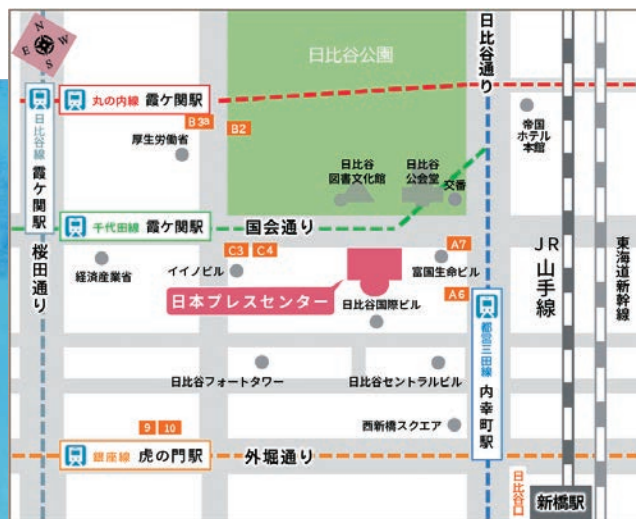 N
E
W
S
日比谷公園
日比谷通り
丸の内線 霞ケ関駅
B3a
B2
厚生労働省
帝国
ホテル
本館
日比谷線 霞ケ関駅
日比谷
図書文化館
日比谷
公会堂
交番
千代田線 霞ケ関駅
国会通り
桜田通り
経済産業省
イイノビル
C3
C4
A7
富国生命ビル
日本プレスセンター
日比谷国際ビル
A6
JR
山手線
東海道新幹線
都営三田線 内幸町駅
日比谷フォートタワー
日比谷セントラルビル
西新橋スクエア
9
10
銀座線 虎の門駅
外堀通り
日比谷口
新橋駅